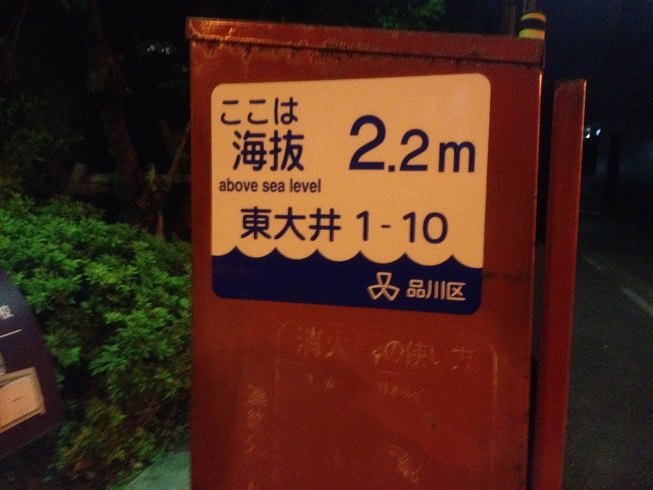 ここは
海抜 2.2m
above sea level
東大井 1-10
品川区
消火 の使い方